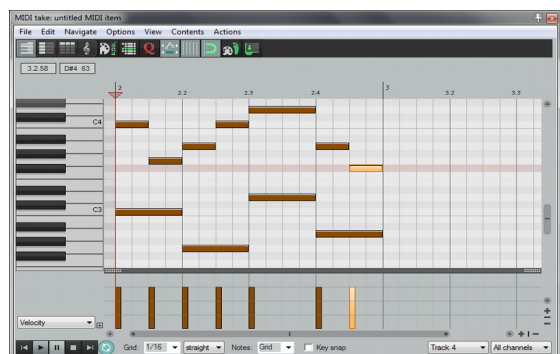 MIDI take: untitled MIDI item
File Edit Navigate Options View Contents Actions
Q
3.2.56 D#4 63
2 2.2 2.3 2.4 3 3.2 3.3
C4
C3
Velocity
Grid: 1/16 straight Notes: Grid Key snap Track 4 All channels